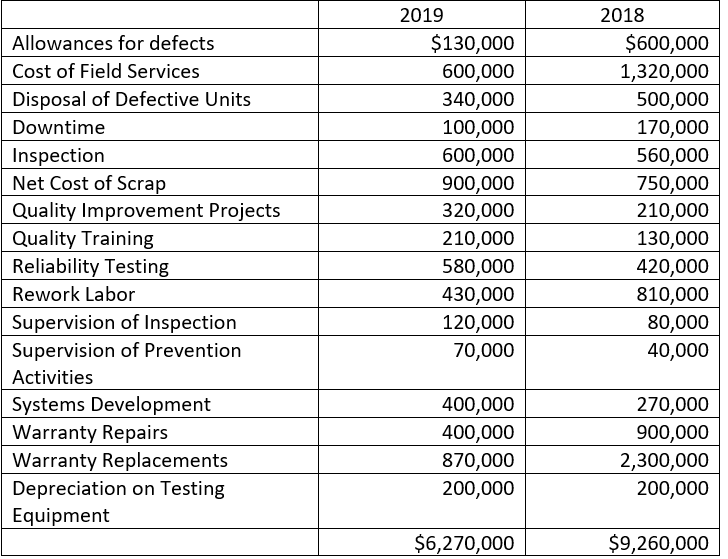 2019 2018
Allowances for defects $130,000 $600,000
Cost of Field Services 600,000 1,320,000
Disposal of Defective Units 340,000 500,000
Downtime 100,000 170,000
Inspection 600,000 560,000
Net Cost of Scrap 900,000 750,000
Quality Improvement Projects 320,000 210,000
Quality Training 210,000 130,000
Reliability Testing 580,000 420,000
Rework Labor 430,000 810,000
Supervision of Inspection 120,000 80,000
Supervision of Prevention 70,000 40,000
Activities
Systems Development 400,000 270,000
Warranty Repairs 400,000 900,000
Warranty Replacements 870,000 2,300,000
Depreciation on Testing 200,000 200,000
Equipment
$6,270,000 $9,260,000